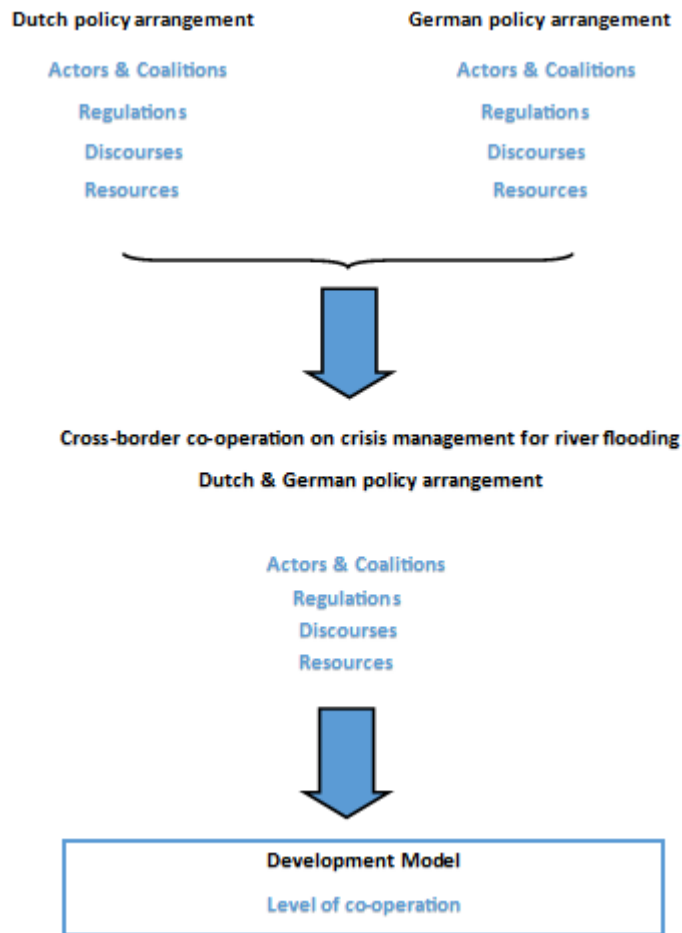 Dutch policy arrangement
Actors & Coalitions
Regulations
Discourses
Resources
German policy arrangement
Actors & Coalitions
Regulations
Discourses
Resources
Cross-border co-operation on crisis management for river flooding
Dutch & German policy arrangement
Actors & Coalitions
Regulations
Discourses
Resources
Development Model
Level of co-operation